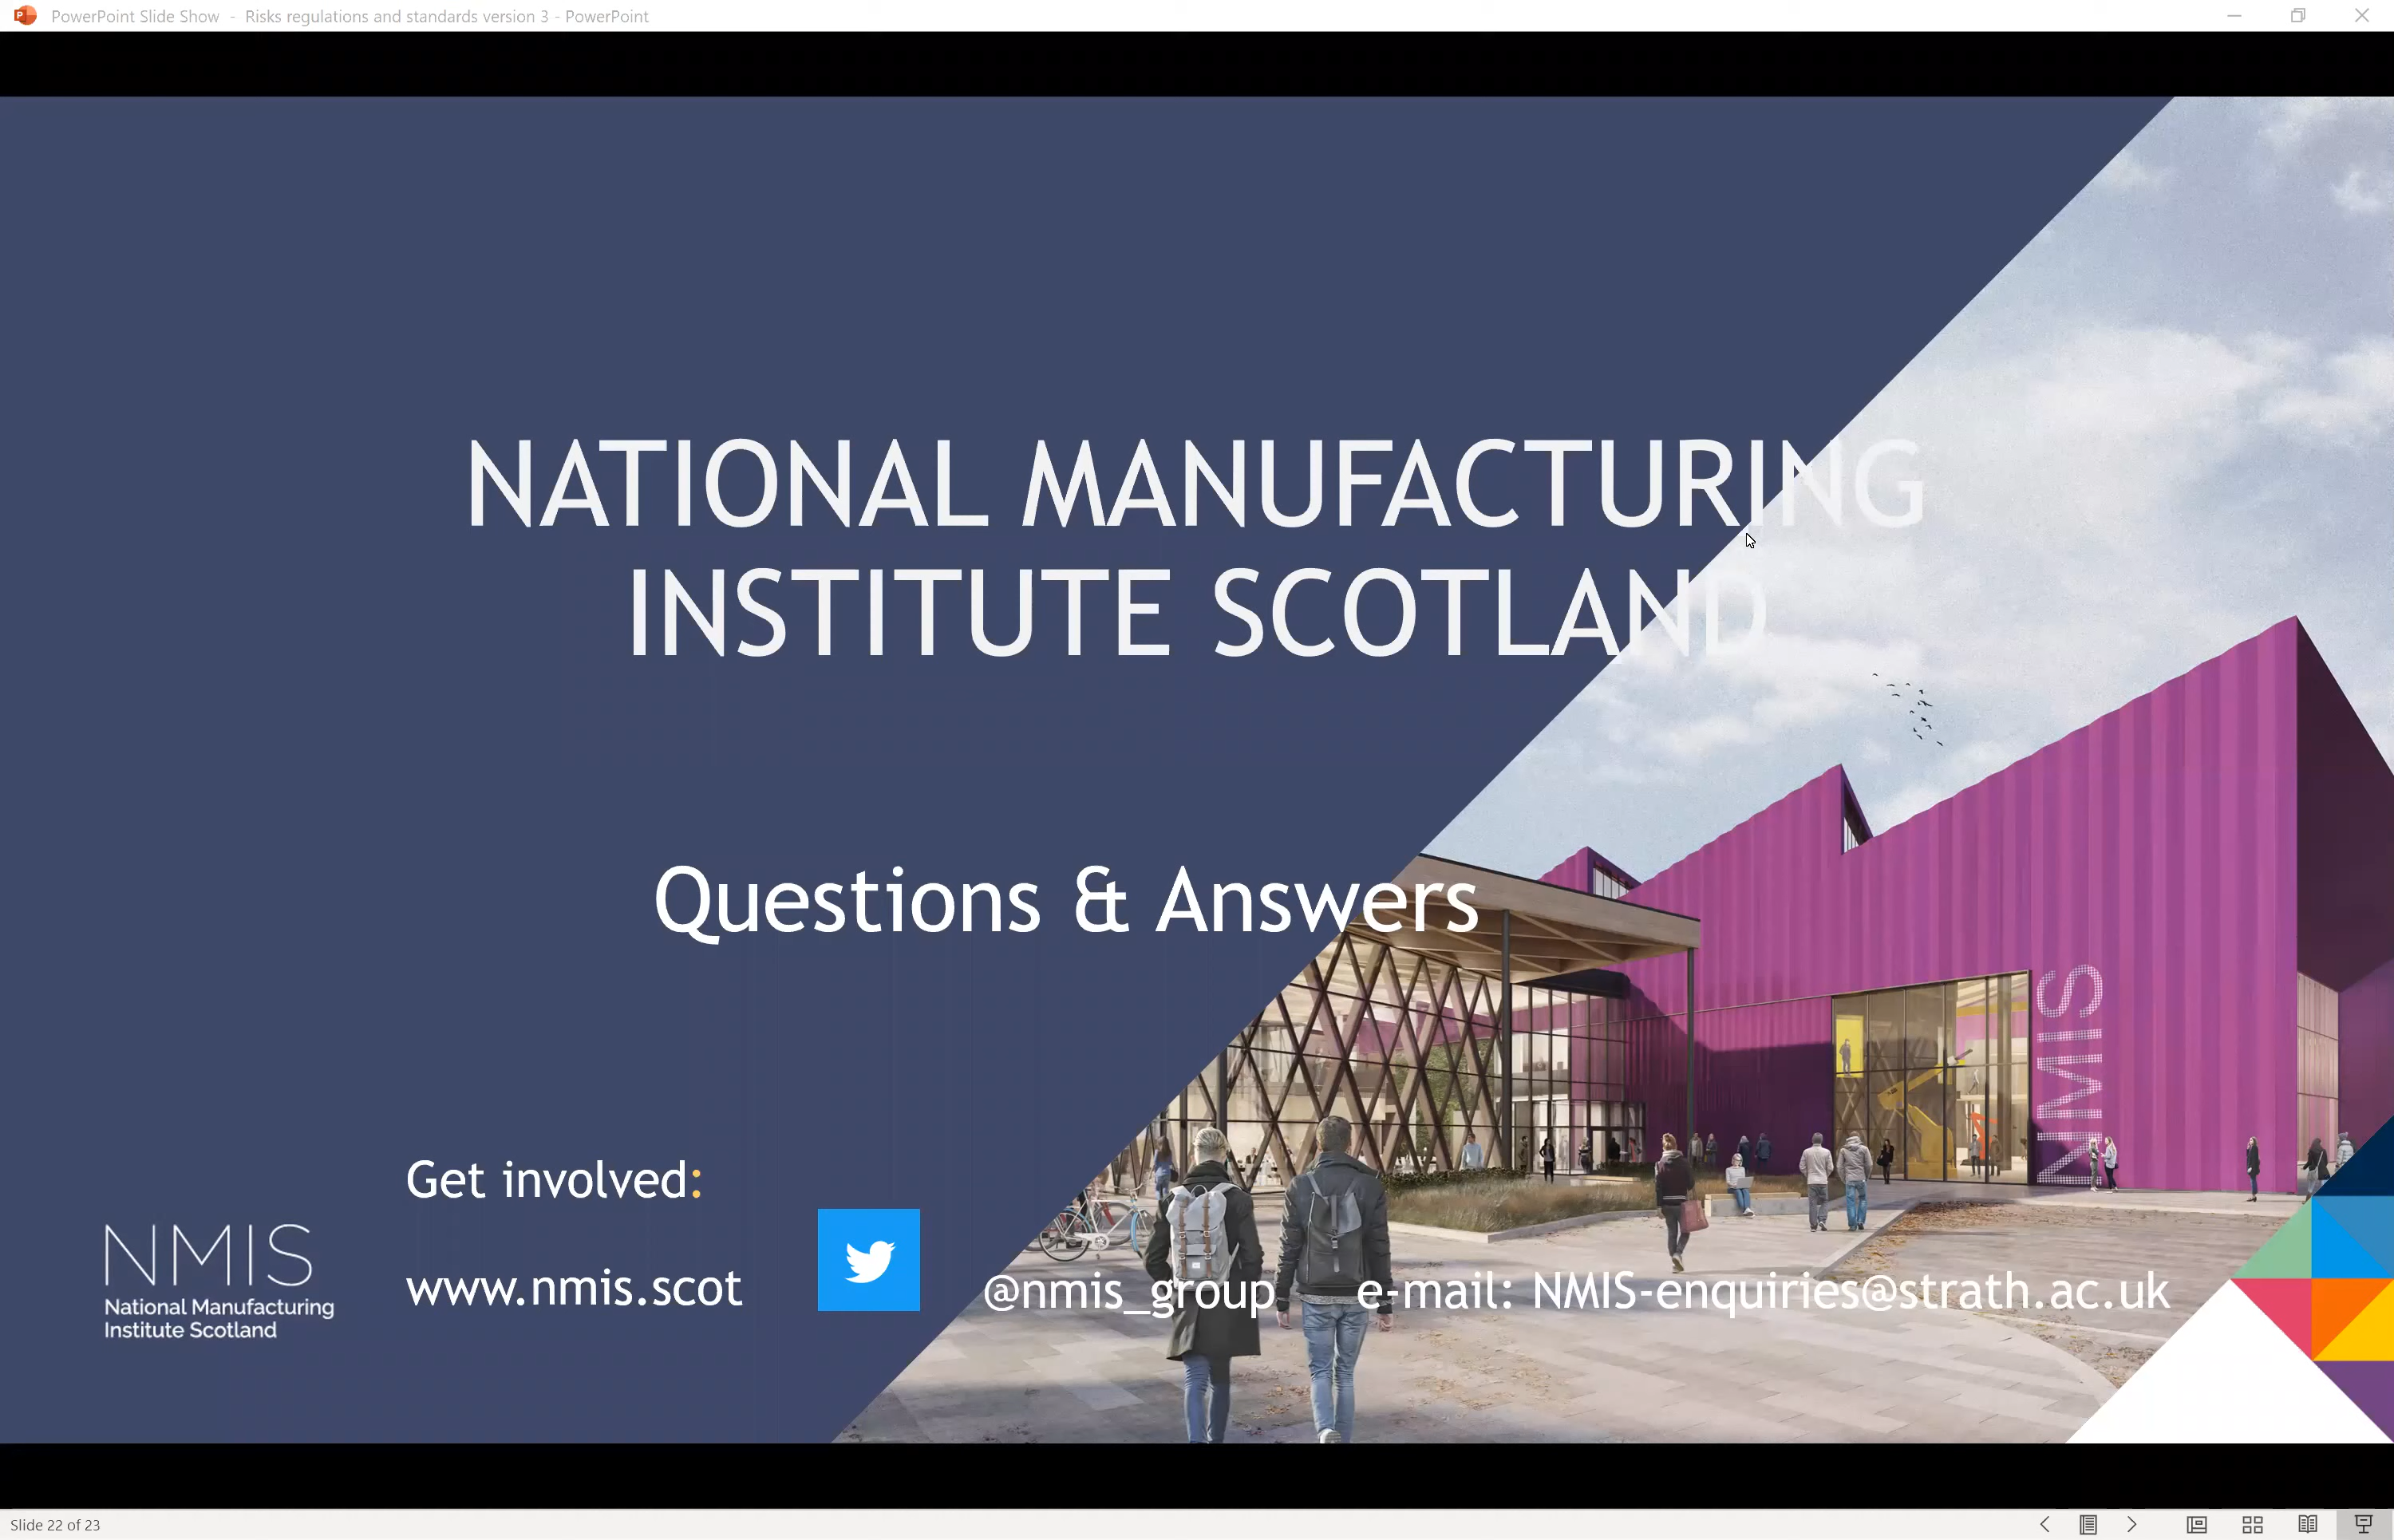 PowerPoint Slide Show - Risks regulations and standards version 3 - PowerPoint
NATIONAL MANUFACTURING
INSTITUTE SCOTLAND
Questions & Answers
NMIS
Get involved:
NMIS
National Manufacturing
Institute Scotland
www.nmis.scot
@nmis_group
e-mail: NMIS-enquiries@strath.ac.uk
Slide 22 of 23